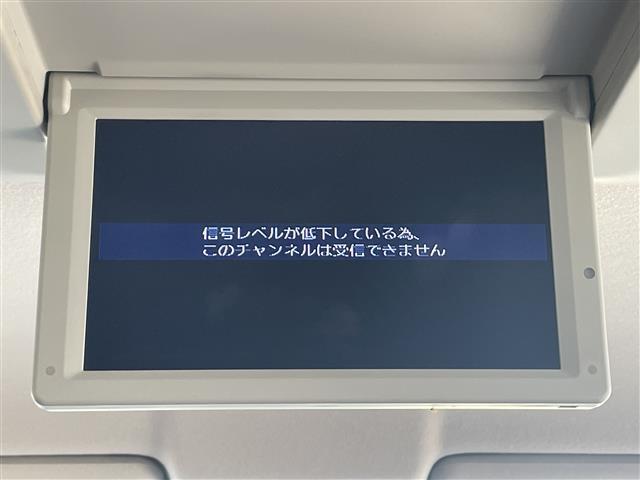 信号レベルが低下している為、
このチャンネルは受信できません